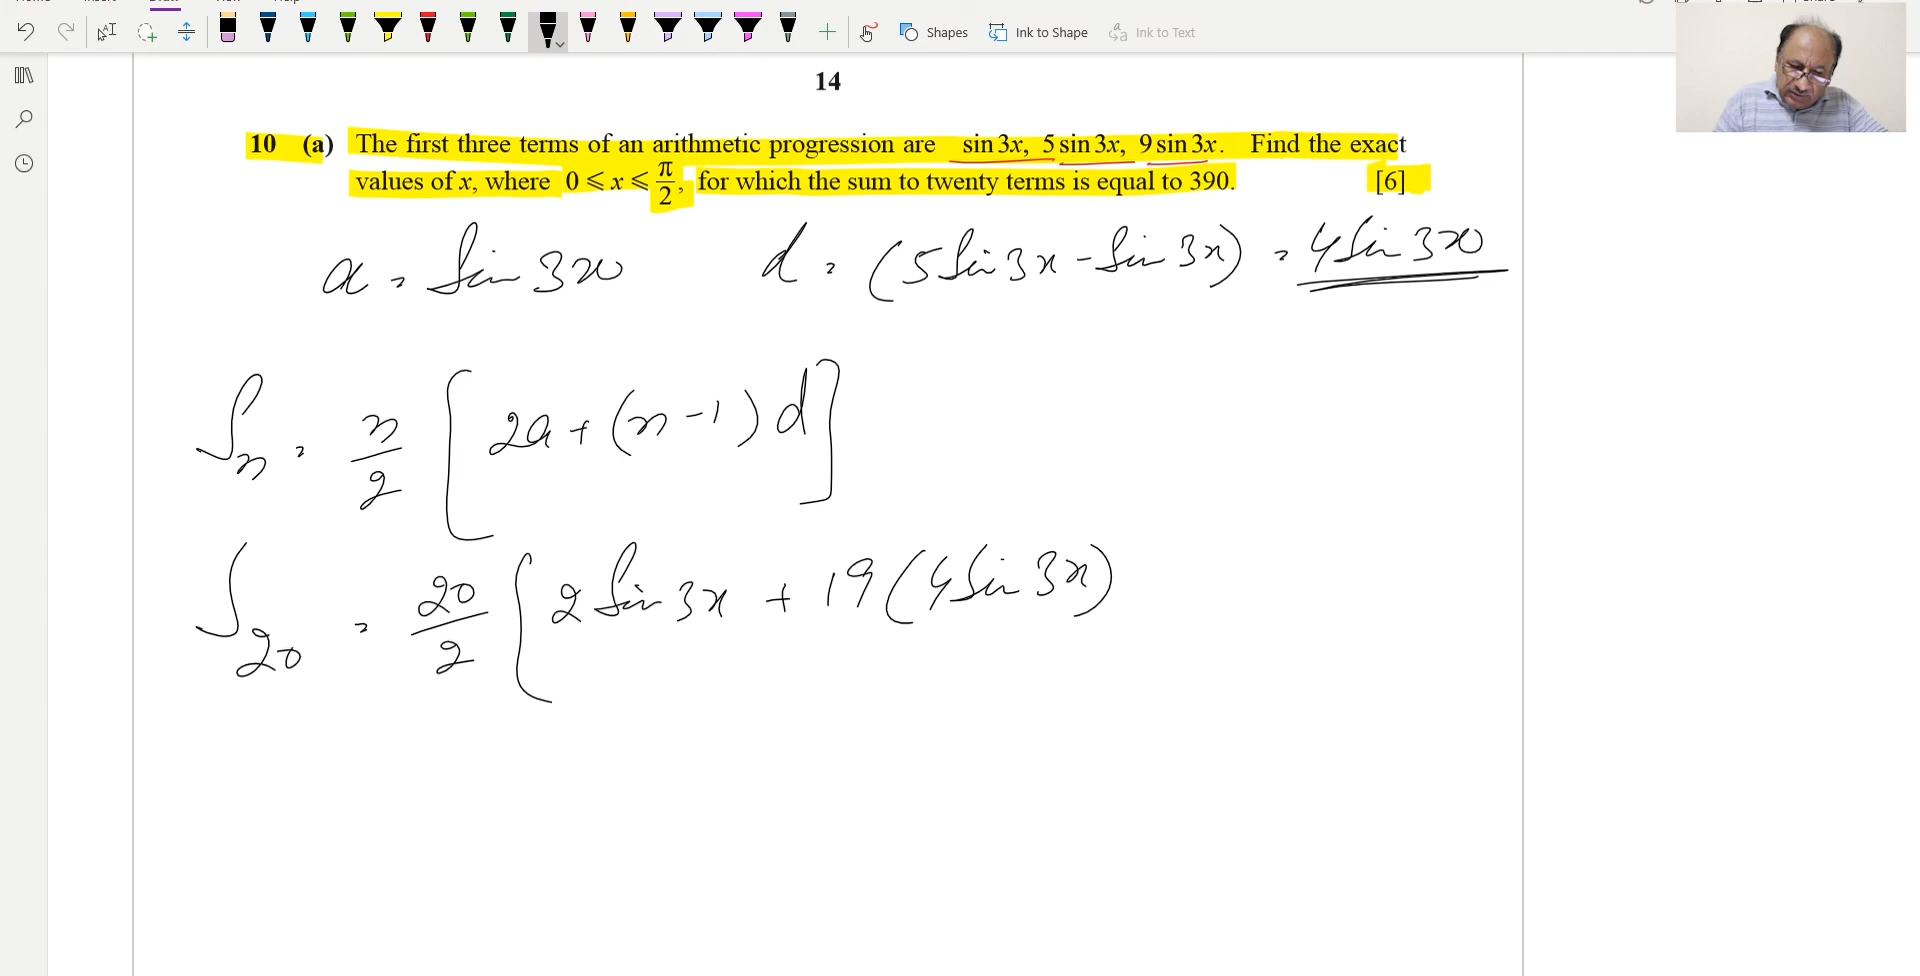 Shapes Ink to Shape Ink to Text
14
10 (a) The first three terms of an arithmetic progression are sin 3x, 5 sin 3x, 9 sin 3x. Find the exact
values of x, where 0 ⩽ x ⩽ π/2, for which the sum to twenty terms is equal to 390. [6]
a = Sin 3x d = (5 Sin 3x - Sin 3x) = 4 Sin 3x
Sn = n/2 [2a + (n-1) d]
S20 = 20/2 [2 Sin 3x + 19 (4 Sin 3x)